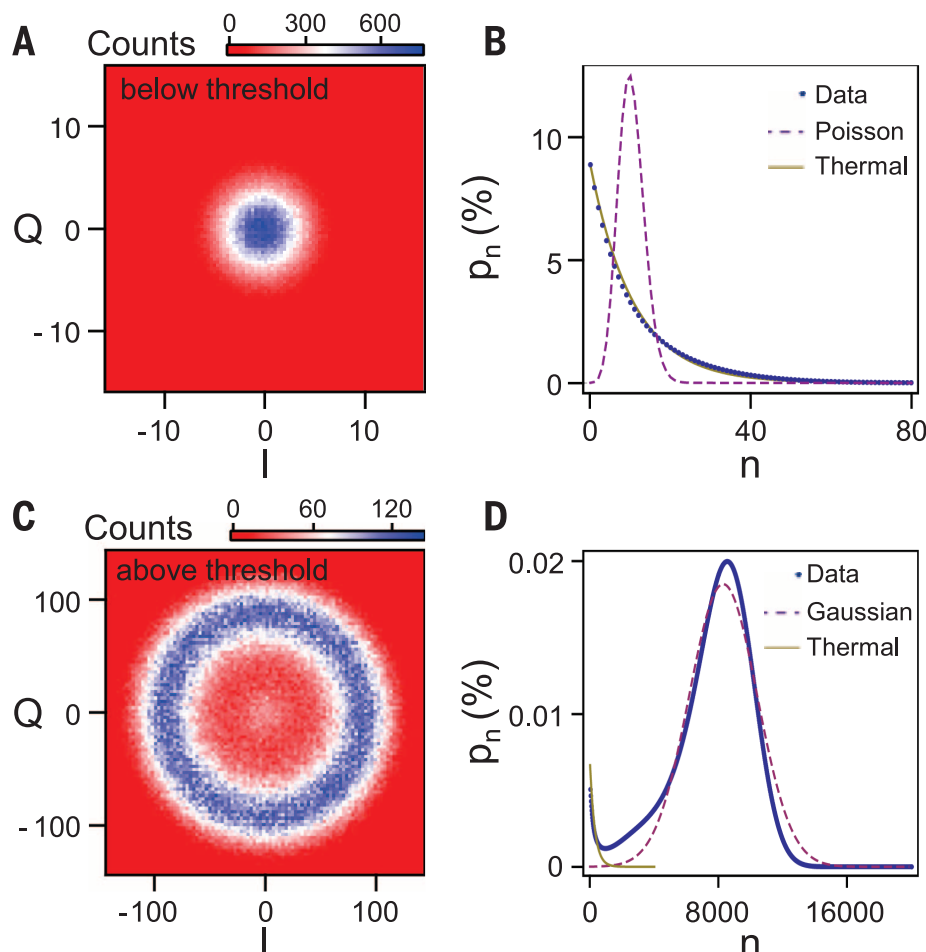 A
Counts
0 300 600
below threshold
10
Q 0
-10
-10 0 10
I
B
Data
Poisson
Thermal
10
5
0
pn (%)
0 40 80
n
C
Counts
0 60 120
above threshold
100
Q 0
-100
-100 0 100
I
D
0.02
Data
Gaussian
Thermal
0.01
0
pn (%)
0 8000 16000
n